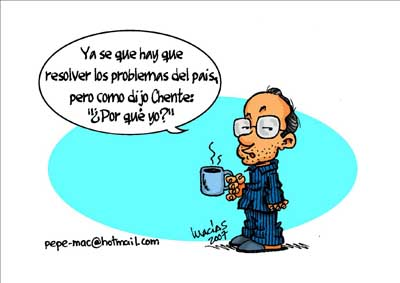 Ya se que hay que
resolver los problemas del pais,
pero como dijo Chente:
"¿Por qué yo?"
macías
2007
pepe-mac@hotmail.com